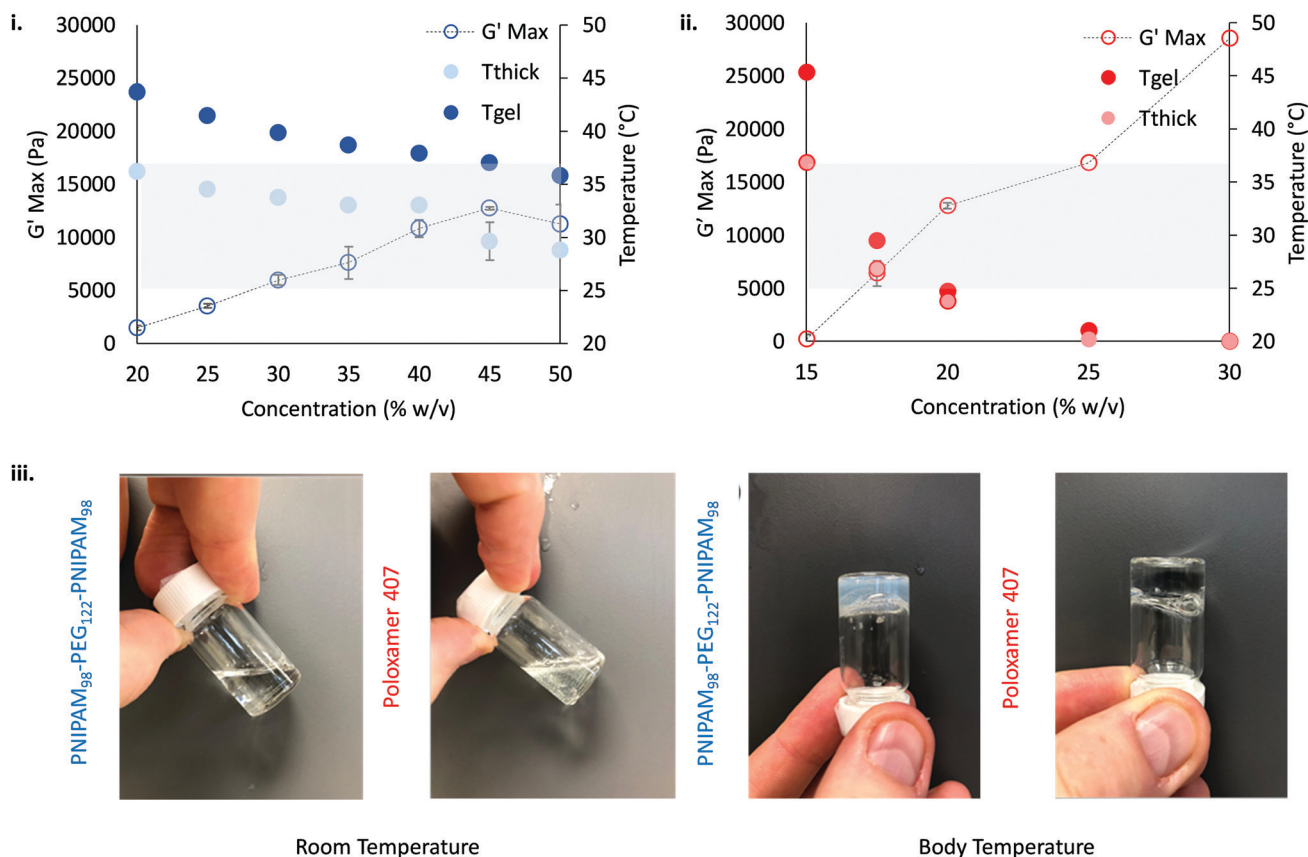 i.
30000
25000
20000
15000
10000
5000
0
G' Max (Pa)
20 25 30 35 40 45 50
Concentration (% w/v)
50
45
40
35
30
25
20
Temperature (°C)
G' Max
Tthick
Tgel
ii.
30000
25000
20000
15000
10000
5000
0
G' Max (Pa)
15 20 25 30
Concentration (% w/v)
50
45
40
35
30
25
20
Temperature (°C)
G' Max
Tgel
Tthick
iii.
PNIPAM98-PEG122-PNIPAM98
Poloxamer 407
PNIPAM98-PEG122-PNIPAM98
Poloxamer 407
Room Temperature
Body Temperature